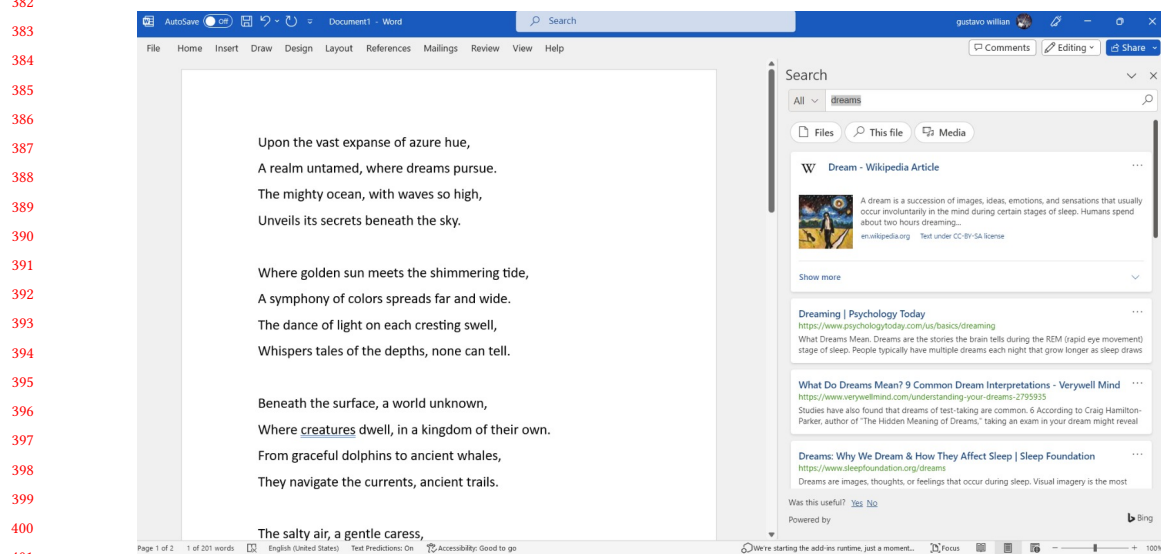 382
383
384
385
386
387
388
389
390
391
392
393
394
395
396
397
398
399
400
AutoSave Off Document1 - Word Search gustavo willian
File Home Insert Draw Design Layout References Mailings Review View Help Comments Editing Share
Upon the vast expanse of azure hue,
A realm untamed, where dreams pursue.
The mighty ocean, with waves so high,
Unveils its secrets beneath the sky.
Where golden sun meets the shimmering tide,
A symphony of colors spreads far and wide.
The dance of light on each cresting swell,
Whispers tales of the depths, none can tell.
Beneath the surface, a world unknown,
Where creatures dwell, in a kingdom of their own.
From graceful dolphins to ancient whales,
They navigate the currents, ancient trails.
The salty air, a gentle caress,
Search
All dreams
Files This file Media
W Dream - Wikipedia Article
A dream is a succession of images, ideas, emotions, and sensations that usually
occur involuntarily in the mind during certain stages of sleep. Humans spend
about two hours dreaming...
en.wikipedia.org Text under CC-BY-SA license
Show more
Dreaming | Psychology Today
https://www.psychologytoday.com/us/basics/dreaming
What Dreams Mean. Dreams are the stories the brain tells during the REM (rapid eye movement)
stage of sleep. People typically have multiple dreams each night that grow longer as sleep draws
What Do Dreams Mean? 9 Common Dream Interpretations - Verywell Mind
https://www.verywellmind.com/understanding-your-dreams-2795935
Studies have also found that dreams of test-taking are common. 6 According to Craig Hamilton-
Parker, author of "The Hidden Meaning of Dreams," taking an exam in your dream might reveal
Dreams: Why We Dream & How They Affect Sleep | Sleep Foundation
https://www.sleepfoundation.org/dreams
Dreams are images, thoughts, or feelings that occur during sleep. Visual imagery is the most
Was this useful? Yes No
Powered by Bing
Page 1 of 2 1 of 201 words English (United States) Text Predictions: On Accessibility: Good to go We're starting the add-ins runtime, just a moment... Focus 100%